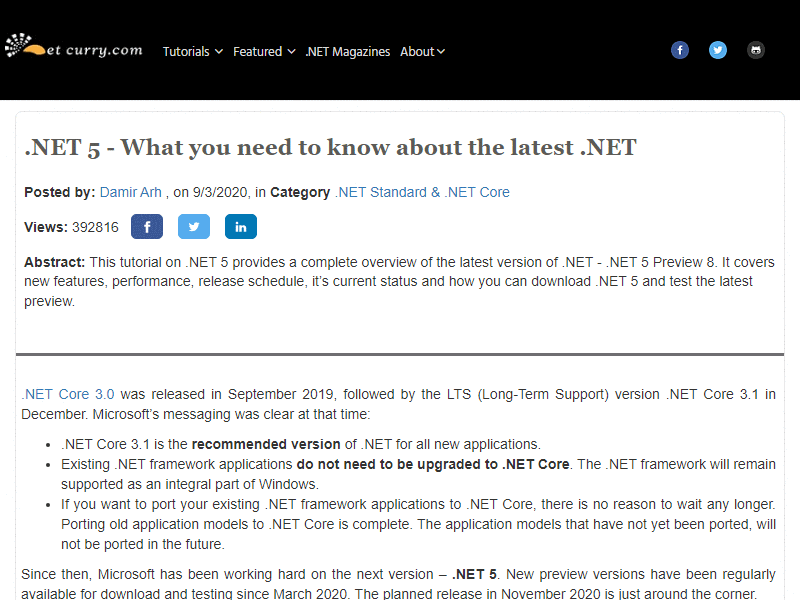 et curry.com Tutorials Featured .NET Magazines About
.NET 5 - What you need to know about the latest .NET
Posted by: Damir Arh , on 9/3/2020, in Category .NET Standard & .NET Core
Views: 392816
Abstract: This tutorial on .NET 5 provides a complete overview of the latest version of .NET - .NET 5 Preview 8. It covers
new features, performance, release schedule, it’s current status and how you can download .NET 5 and test the latest
preview.
.NET Core 3.0 was released in September 2019, followed by the LTS (Long-Term Support) version .NET Core 3.1 in
December. Microsoft’s messaging was clear at that time:
• .NET Core 3.1 is the recommended version of .NET for all new applications.
• Existing .NET framework applications do not need to be upgraded to .NET Core. The .NET framework will remain
supported as an integral part of Windows.
• If you want to port your existing .NET framework applications to .NET Core, there is no reason to wait any longer.
Porting old application models to .NET Core is complete. The application models that have not yet been ported, will
not be ported in the future.
Since then, Microsoft has been working hard on the next version – .NET 5. New preview versions have been regularly
available for download and testing since March 2020. The planned release in November 2020 is just around the corner.